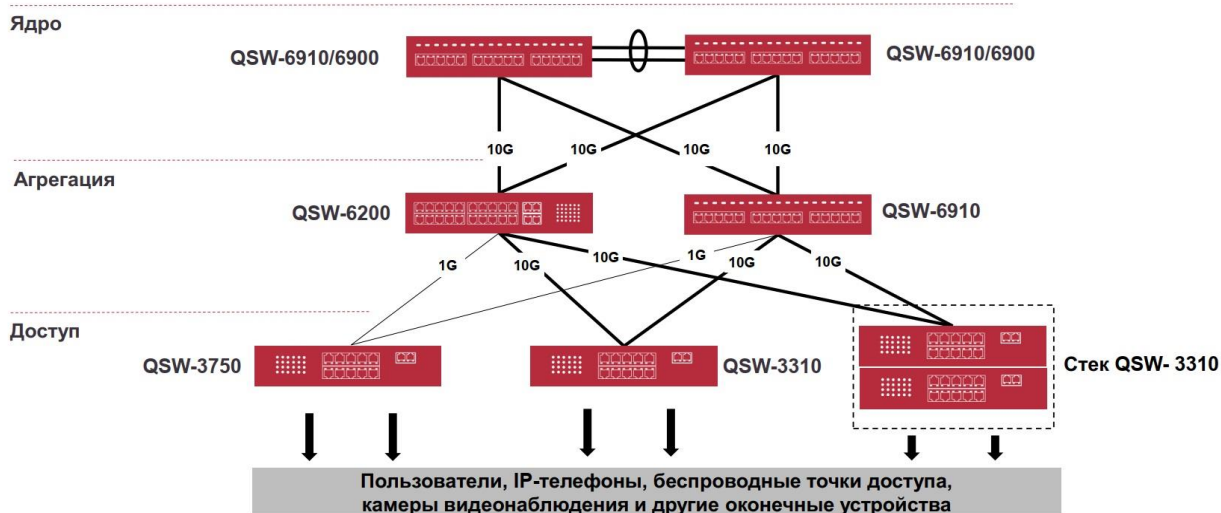 Ядро
QSW-6910/6900
QSW-6910/6900
10G
10G
10G
10G
Агрегация
QSW-6200
QSW-6910
1G
10G
10G
1G
10G
10G
Доступ
QSW-3750
QSW-3310
Стек QSW- 3310
Пользователи, IP-телефоны, беспроводные точки доступа,
камеры видеонаблюдения и другие оконечные устройства